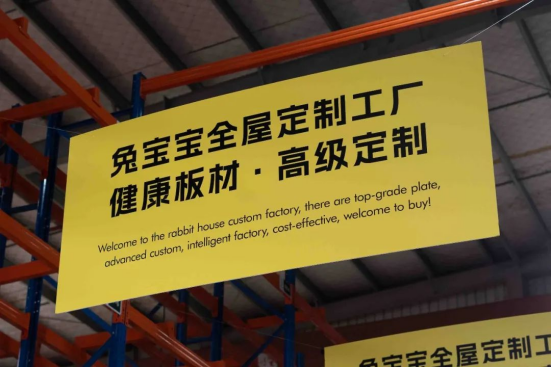 兔宝宝全屋定制工厂
健康板材·高级定制
Welcome to the rabbit house custom factory, there are top-grade plate,
advanced custom, intelligent factory, cost-effective, welcome to buy!
兔宝宝全屋定制工